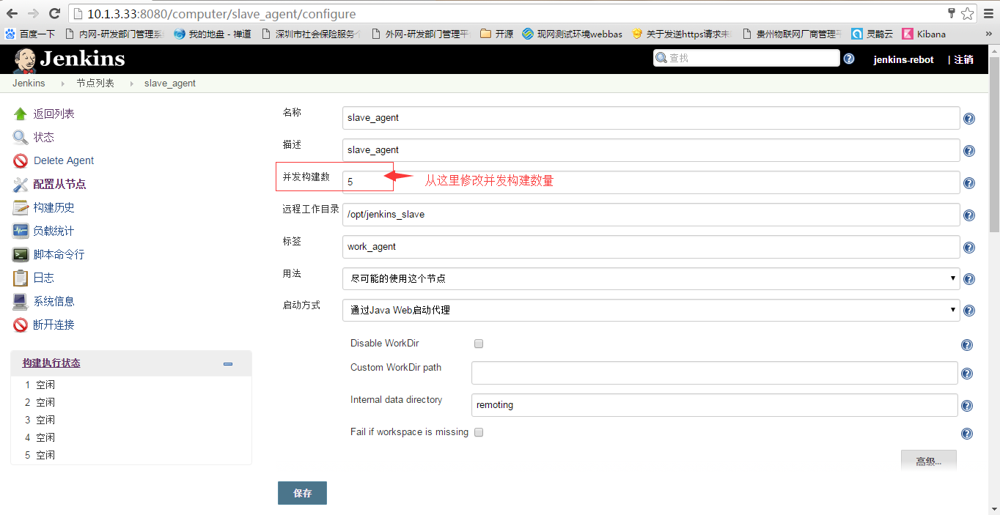 10.1.3.33:8080/computer/slave_agent/configure
百度一下 内网-研发部门管理系 我的地盘 - 禅道 深圳市社会保险服务个 外网-研发部门管理平 开源 现网测试环境webbas 关于发送https请求未 贵州物联网厂商管理平 灵鹊云 Kibana »
Jenkins 查找 jenkins-rebot | 注销
Jenkins 节点列表 slave_agent
返回列表
状态
Delete Agent
配置从节点
构建历史
负载统计
脚本命令行
日志
系统信息
断开连接
构建执行状态
1 空闲
2 空闲
3 空闲
4 空闲
5 空闲
名称 slave_agent
描述 slave_agent
并发构建数 5 从这里修改并发构建数量
远程工作目录 /opt/jenkins_slave
标签 work_agent
用法 尽可能的使用这个节点
启动方式 通过Java Web启动代理
Disable WorkDir
Custom WorkDir path
Internal data directory remoting
Fail if workspace is missing
高级...
保存